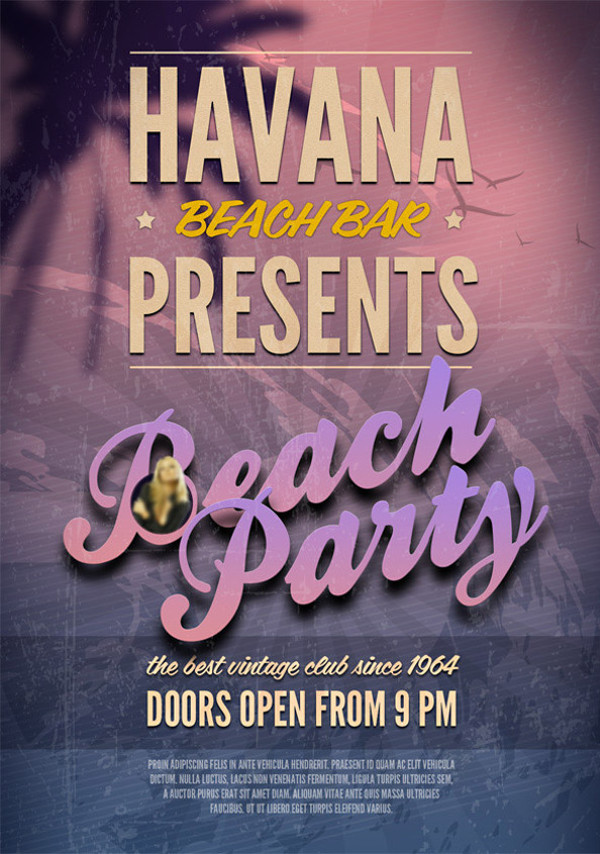 HAVANA
BEACH BAR
PRESENTS
Beach
Party
the best vintage club since 1964
DOORS OPEN FROM 9 PM
PROIN ADIPISCING FELIS IN ANTE VEHICULA HENDRERIT. PRAESENT ID QUAM AC ELIT VEHICULA
DICTUM. NULLA LUCTUS, LACUS NON VENENATIS FERMENTUM, LIGULA TURPIS ULTRICIES SEM,
A AUCTOR PURUS ERAT SIT AMET DIAM. ALIQUAM VITAE ANTE QUIS MASSA ULTRICIES
FAUCIBUS. UT UT LIBERO EGET TURPIS ELEIFEND VARIUS.